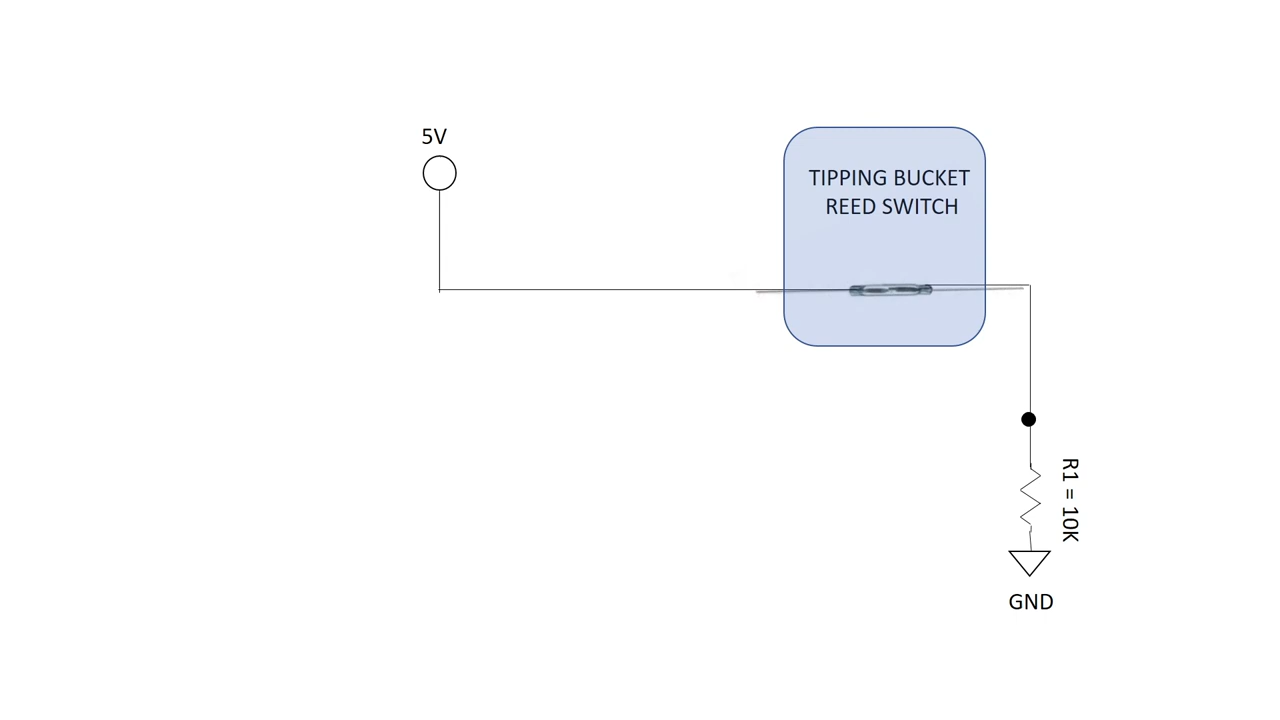 5V
TIPPING BUCKET
REED SWITCH
R1 = 10K
GND